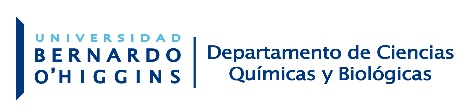 UNIVERSIDAD
BERNARDO
O'HIGGINS
Departamento de Ciencias
Químicas y Biológicas